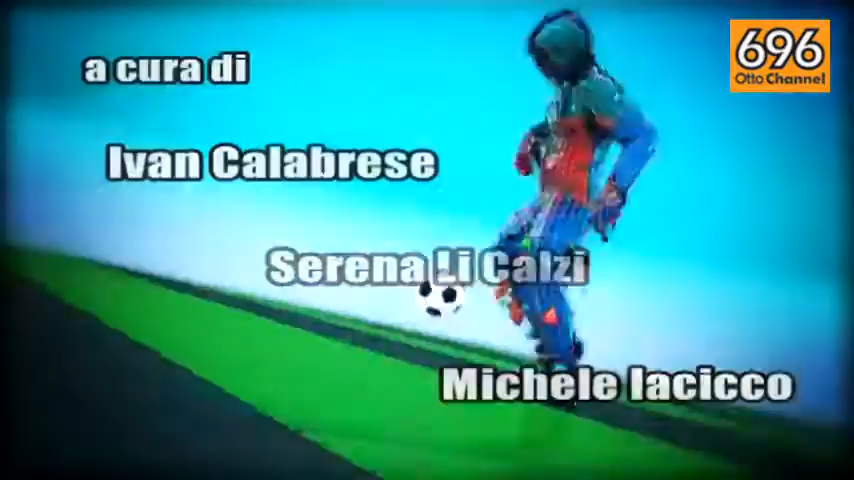 696
Otto Channel
a cura di
Ivan Calabrese
Serena Li Calzi
Michele Iacicco